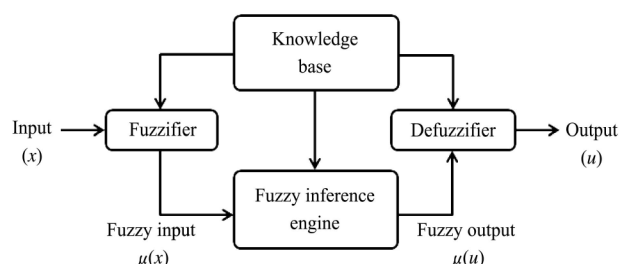 Knowledge
base
Input
(x)
Fuzzifier
Defuzzifier
Output
(u)
Fuzzy inference
engine
Fuzzy input
μ(x)
Fuzzy output
μ(u)